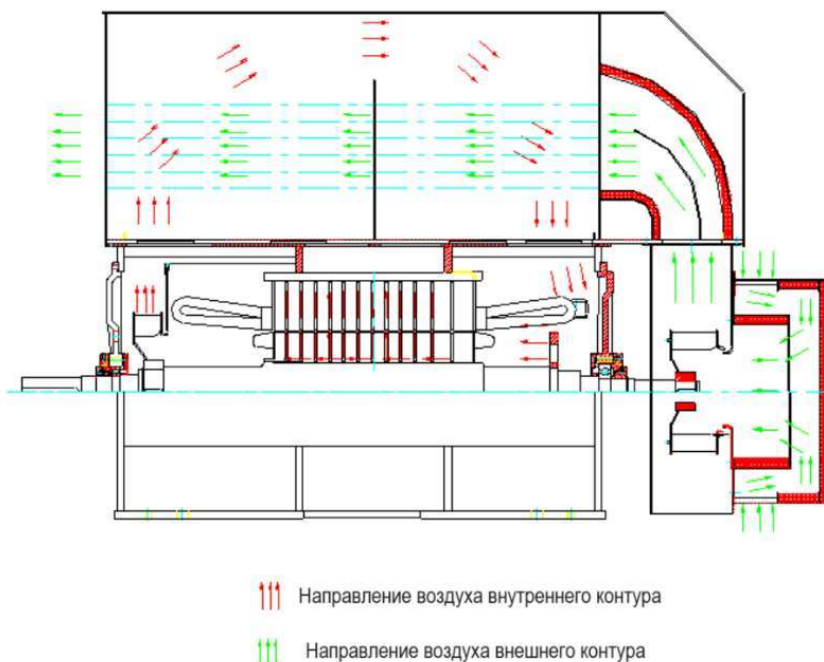 Направление воздуха внутреннего контура
Направление воздуха внешнего контура